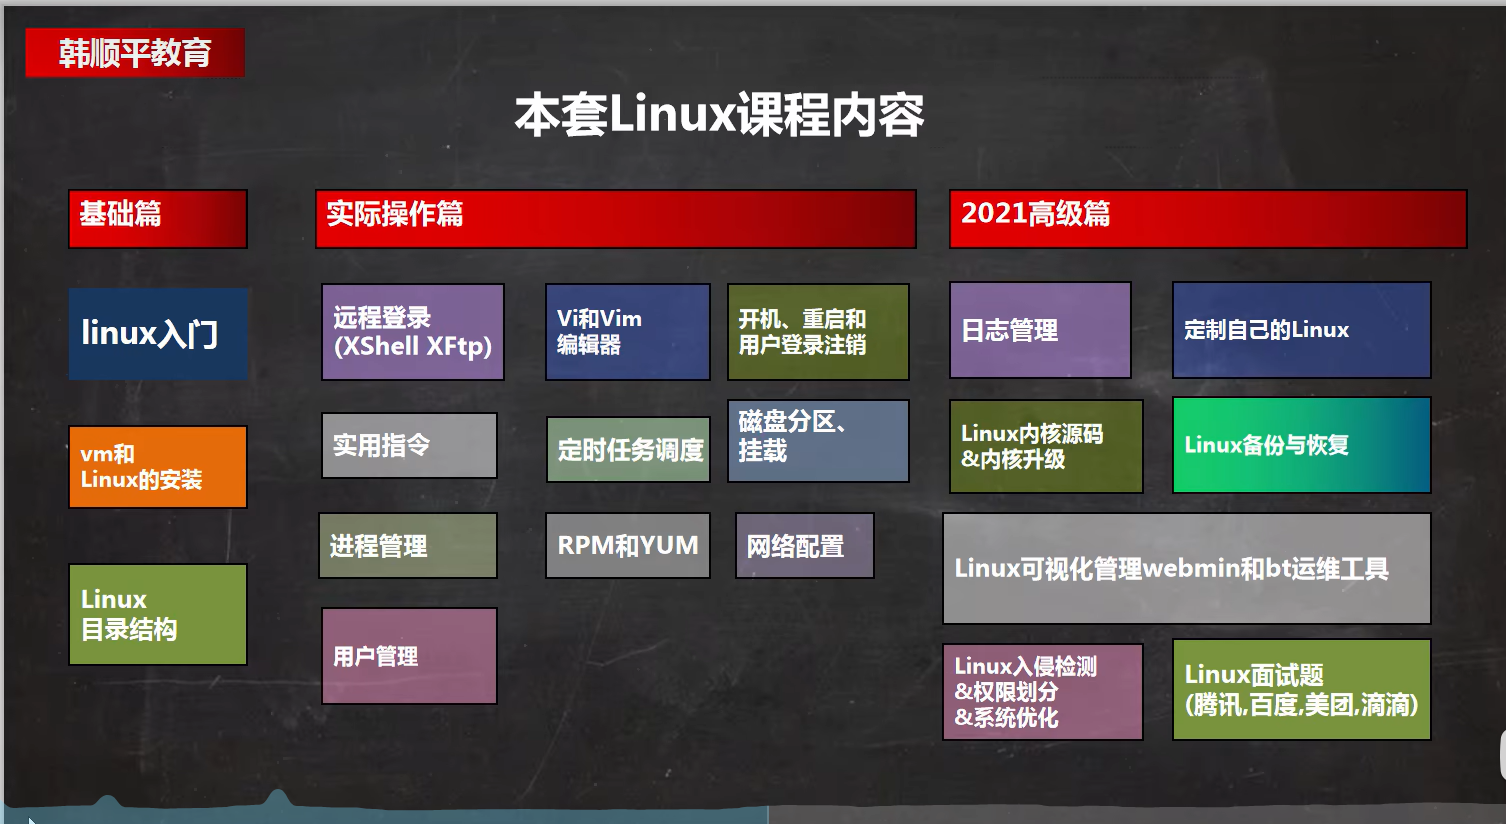 韩顺平教育
本套Linux课程内容
基础篇
实际操作篇
2021高级篇
linux入门
vm和
Linux的安装
Linux
目录结构
远程登录
(XShell XFtp)
Vi和Vim
编辑器
开机、重启和
用户登录注销
实用指令
定时任务调度
磁盘分区、
挂载
进程管理
RPM和YUM
网络配置
用户管理
日志管理
定制自己的Linux
Linux内核源码
&内核升级
Linux备份与恢复
Linux可视化管理webmin和bt运维工具
Linux入侵检测
&权限划分
&系统优化
Linux面试题
(腾讯,百度,美团,滴滴)